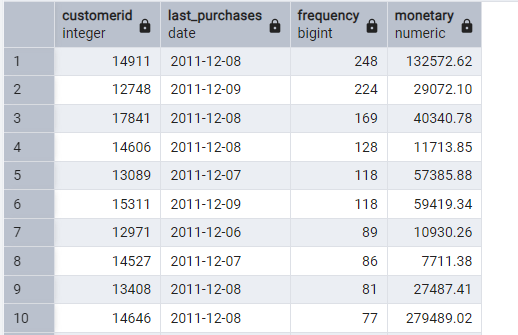 customerid last_purchases frequency monetary
integer date bigint numeric
1 14911 2011-12-08 248 132572.62
2 12748 2011-12-09 224 29072.10
3 17841 2011-12-08 169 40340.78
4 14606 2011-12-08 128 11713.85
5 13089 2011-12-07 118 57385.88
6 15311 2011-12-09 118 59419.34
7 12971 2011-12-06 89 10930.26
8 14527 2011-12-07 86 7711.38
9 13408 2011-12-08 81 27487.41
10 14646 2011-12-08 77 279489.02